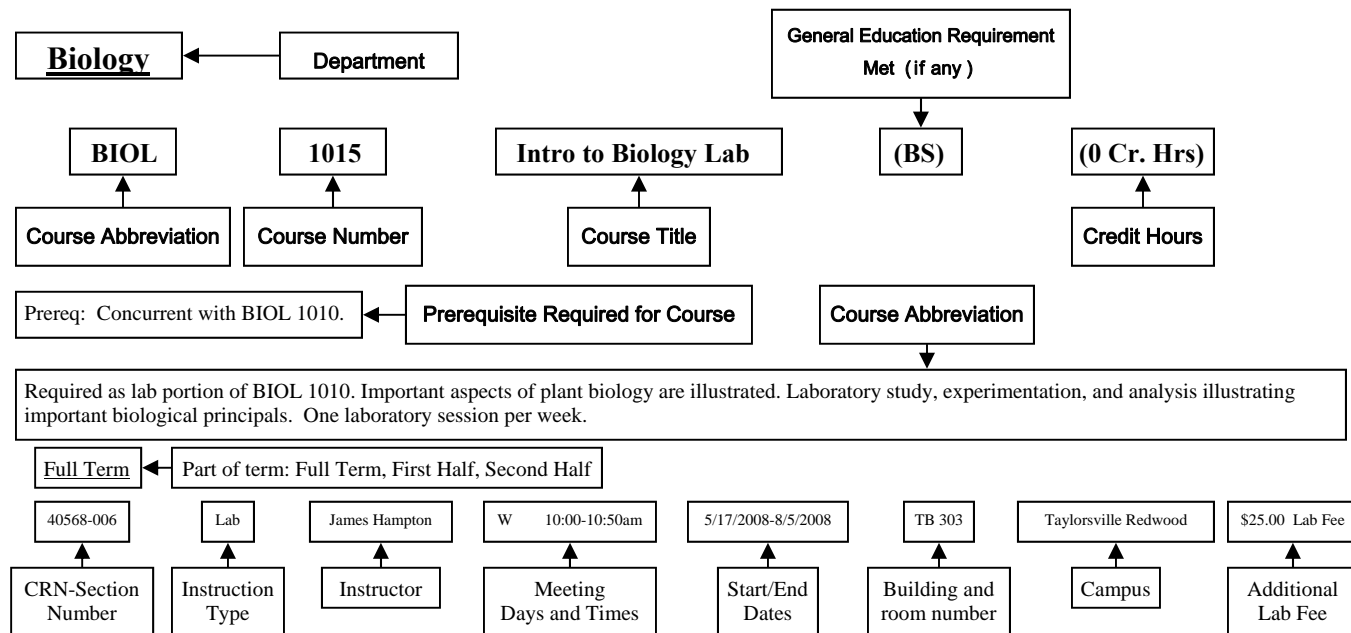 General Education Requirement
Met ( if any )
Biology
Department
BIOL
1015
Intro to Biology Lab
(BS)
(0 Cr. Hrs)
Course Abbreviation
Course Number
Course Title
Credit Hours
Prereq:  Concurrent with BIOL 1010.
Prerequisite Required for Course
Course Abbreviation
Required as lab portion of BIOL 1010. Important aspects of plant biology are illustrated. Laboratory study, experimentation, and analysis illustrating
important biological principals.  One laboratory session per week.
Full Term
Part of term: Full Term, First Half, Second Half
40568-006
Lab
James Hampton
W 10:00-10:50am
5/17/2008-8/5/2008
TB 303
Taylorsville Redwood
$25.00  Lab Fee
CRN-Section
Number
Instruction
Type
Instructor
Meeting
Days and Times
Start/End
Dates
Building and
room number
Campus
Additional
Lab Fee